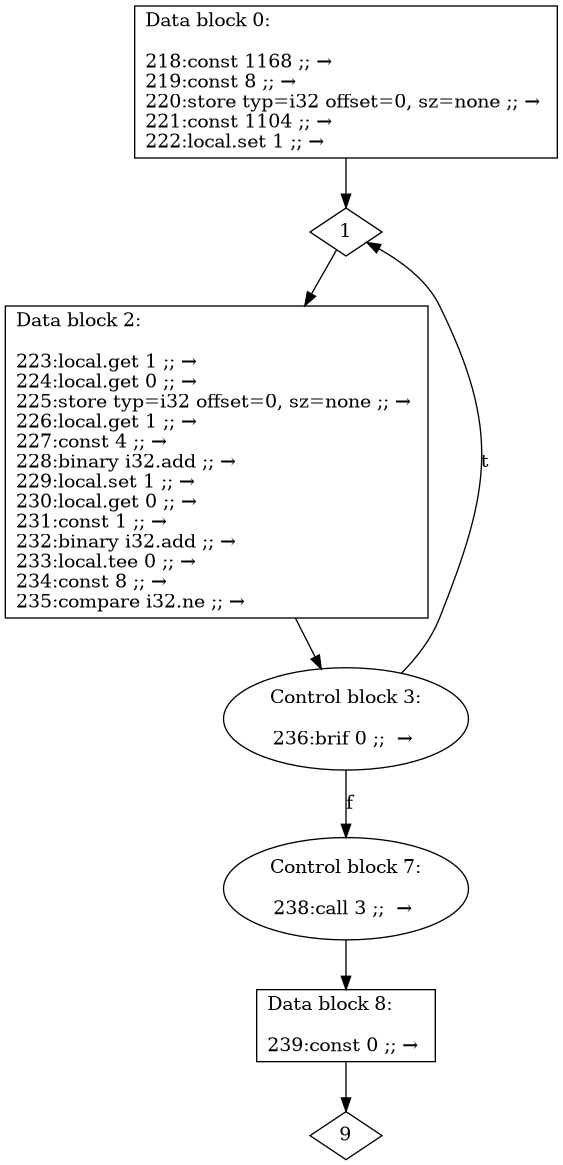 Data block 0:
218:const 1168 ;; →
219:const 8 ;; →
220:store typ=i32 offset=0, sz=none ;; →
221:const 1104 ;; →
222:local.set 1 ;; →
1
Data block 2:
223:local.get 1 ;; →
224:local.get 0 ;; →
225:store typ=i32 offset=0, sz=none ;; →
226:local.get 1 ;; →
227:const 4 ;; →
228:binary i32.add ;; →
229:local.set 1 ;; →
230:local.get 0 ;; →
231:const 1 ;; →
232:binary i32.add ;; →
233:local.tee 0 ;; →
234:const 8 ;; →
235:compare i32.ne ;; →
t
Control block 3:
236:brif 0 ;;  →
f
Control block 7:
238:call 3 ;;  →
Data block 8:
239:const 0 ;; →
9